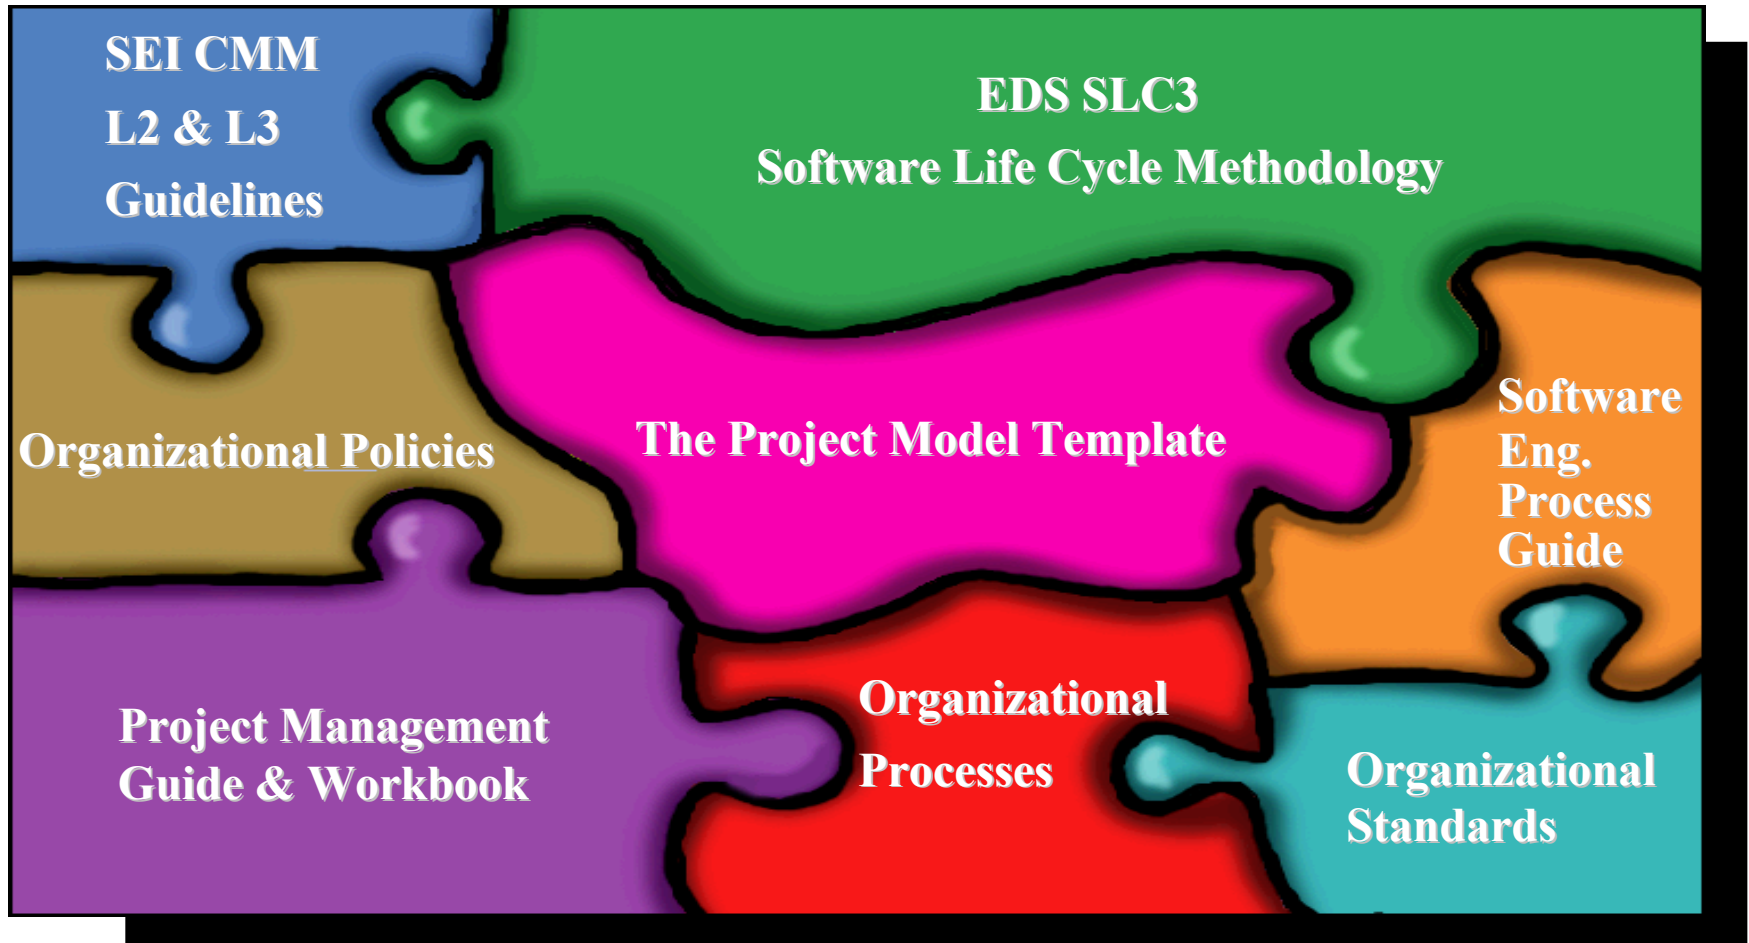 SEI CMM
L2 & L3
Guidelines
EDS SLC3
Software Life Cycle Methodology
Organizational Policies
The Project Model Template
Software
Eng.
Process
Guide
Project Management
Guide & Workbook
Organizational
Processes
Organizational
Standards